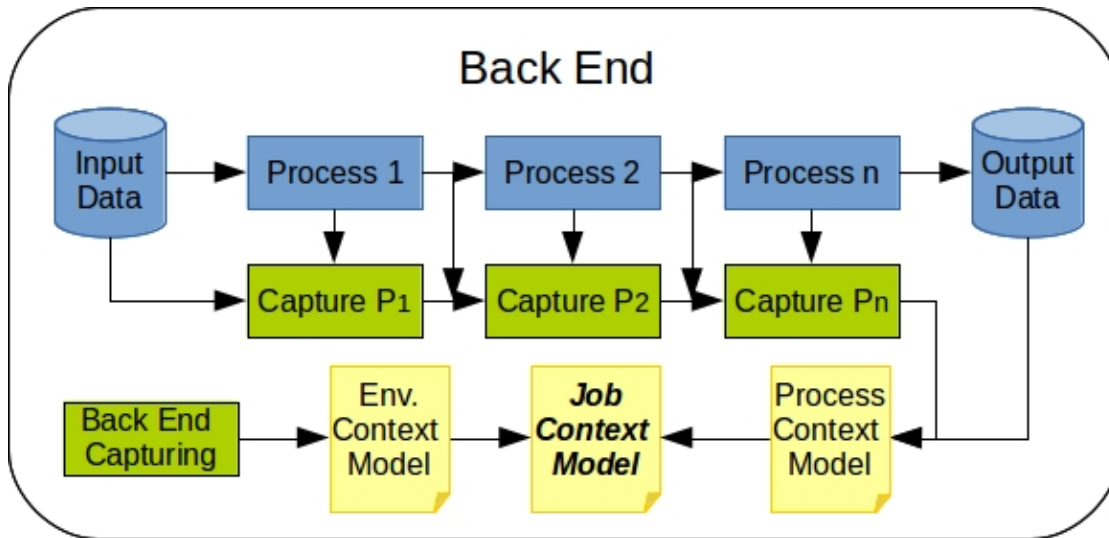 Back End
Input
Data
Process 1
Process 2
Process n
Output
Data
Capture P1
Capture P2
Capture Pn
Back End
Capturing
Env.
Context
Model
Job
Context
Model
Process
Context
Model